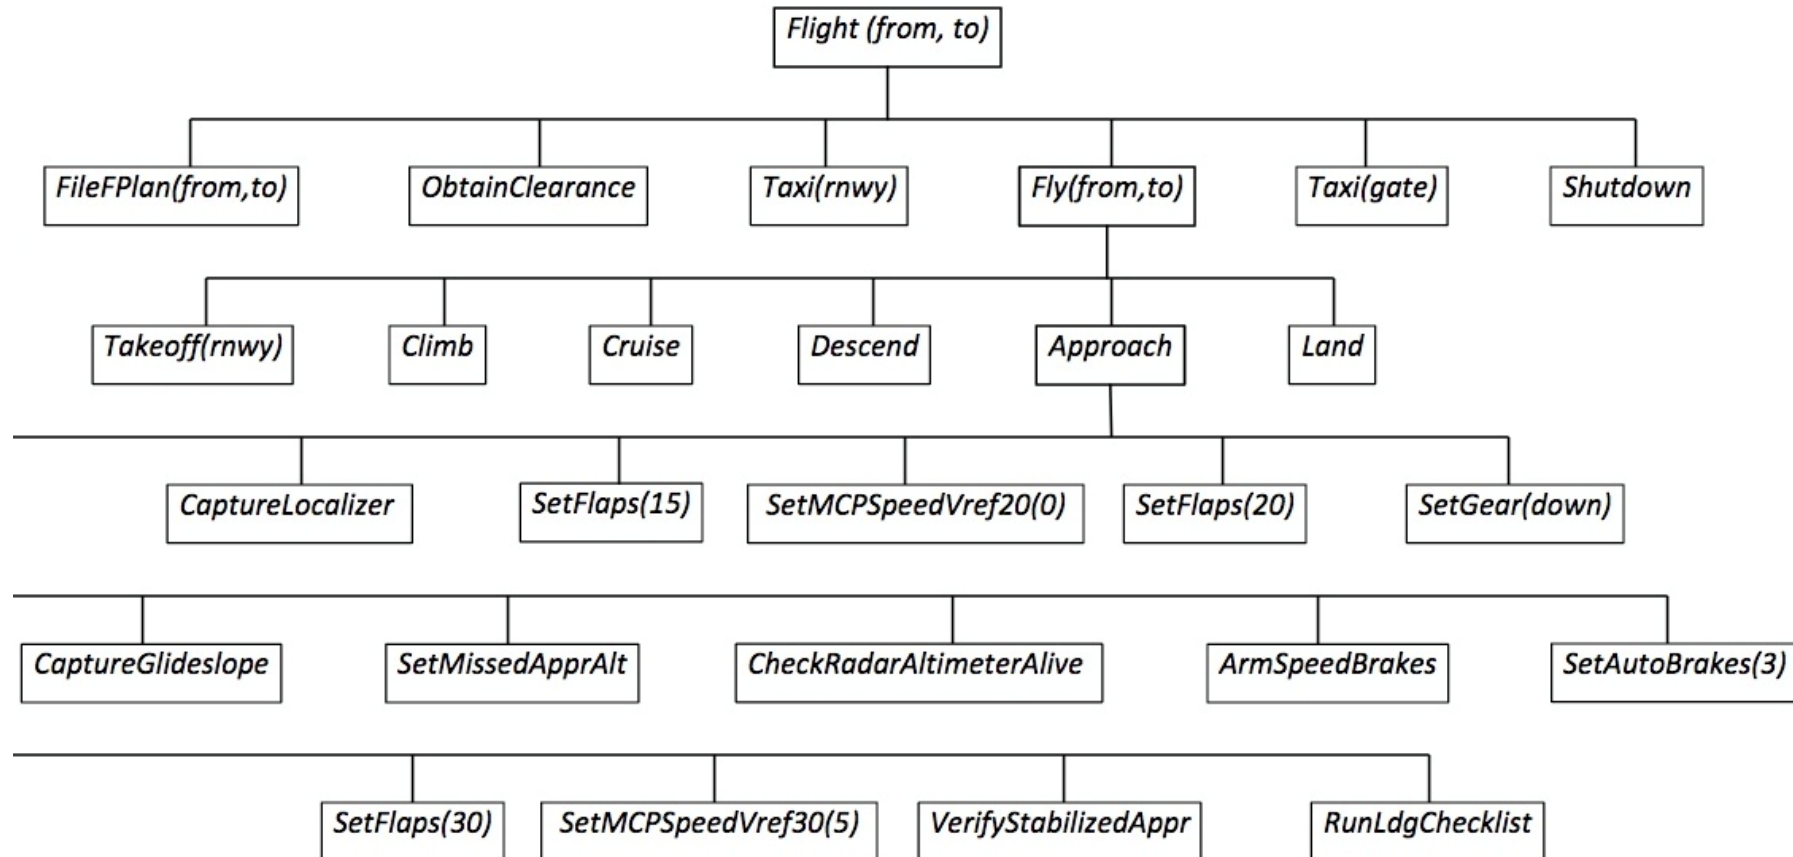 Flight (from, to)
FileFPlan(from,to) ObtainClearance Taxi(rnwy) Fly(from,to) Taxi(gate) Shutdown
Takeoff(rnwy) Climb Cruise Descend Approach Land
CaptureLocalizer SetFlaps(15) SetMCPSpeedVref20(0) SetFlaps(20) SetGear(down)
CaptureGlideslope SetMissedApprAlt CheckRadarAltimeterAlive ArmSpeedBrakes SetAutoBrakes(3)
SetFlaps(30) SetMCPSpeedVref30(5) VerifyStabilizedAppr RunLdgChecklist